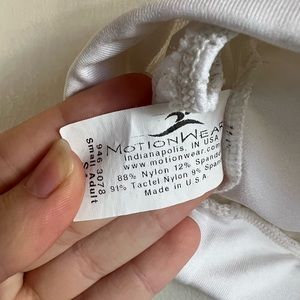 MOTIONWEAR
Indianapolis, IN USA
www.motionwear.com
88% Nylon 12% Spandex
91% Tactel Nylon 9% Spandex
Made in U.S.A.
946 3078
Small Adult